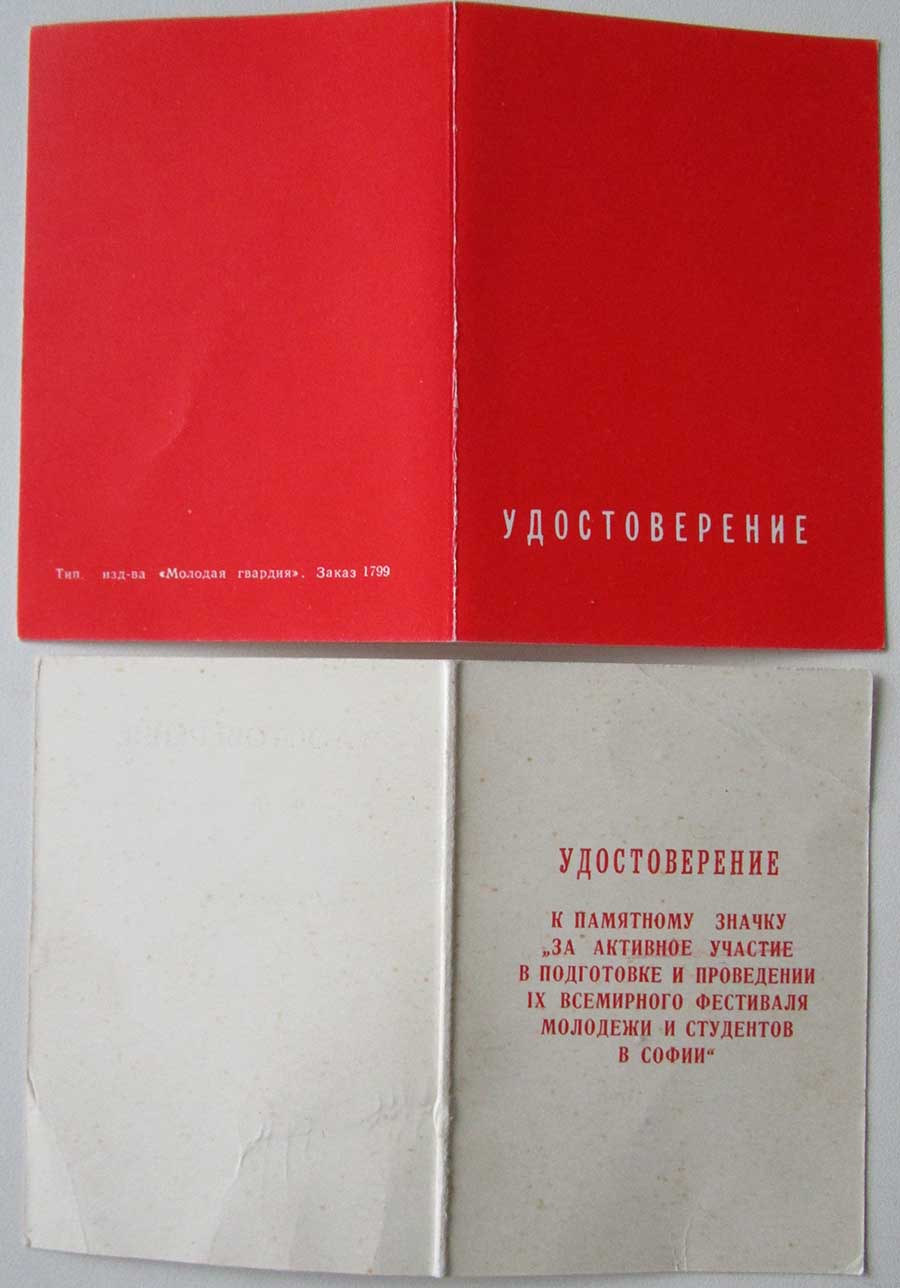 Тип. изд-ва «Молодая гвардия». Заказ 1799
УДОСТОВЕРЕНИЕ
УДОСТОВЕРЕНИЕ
К ПАМЯТНОМУ ЗНАЧКУ
„ЗА АКТИВНОЕ УЧАСТИЕ
В ПОДГОТОВКЕ И ПРОВЕДЕНИИ
IX ВСЕМИРНОГО ФЕСТИВАЛЯ
МОЛОДЕЖИ И СТУДЕНТОВ
В СОФИИ“